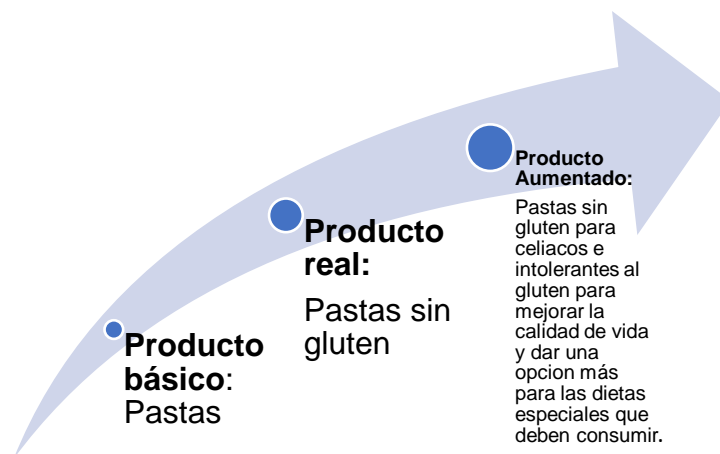 Producto
básico:
Pastas
Producto
real:
Pastas sin
gluten
Producto
Aumentado:
Pastas sin
gluten para
celiacos e
intolerantes al
gluten para
mejorar la
calidad de vida
y dar una
opcion más
para las dietas
especiales que
deben consumir.